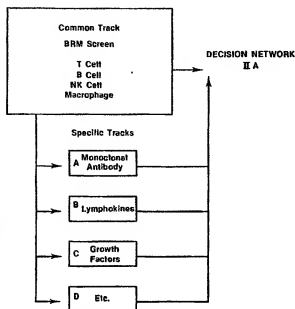 Common Track
BRM Screen
T Cell
B Cell
NK Cell
Macrophage
DECISION NETWORK
II A
Specific Tracks
A Monoclonal
Antibody
B Lymphokines
C Growth
Factors
D Etc.